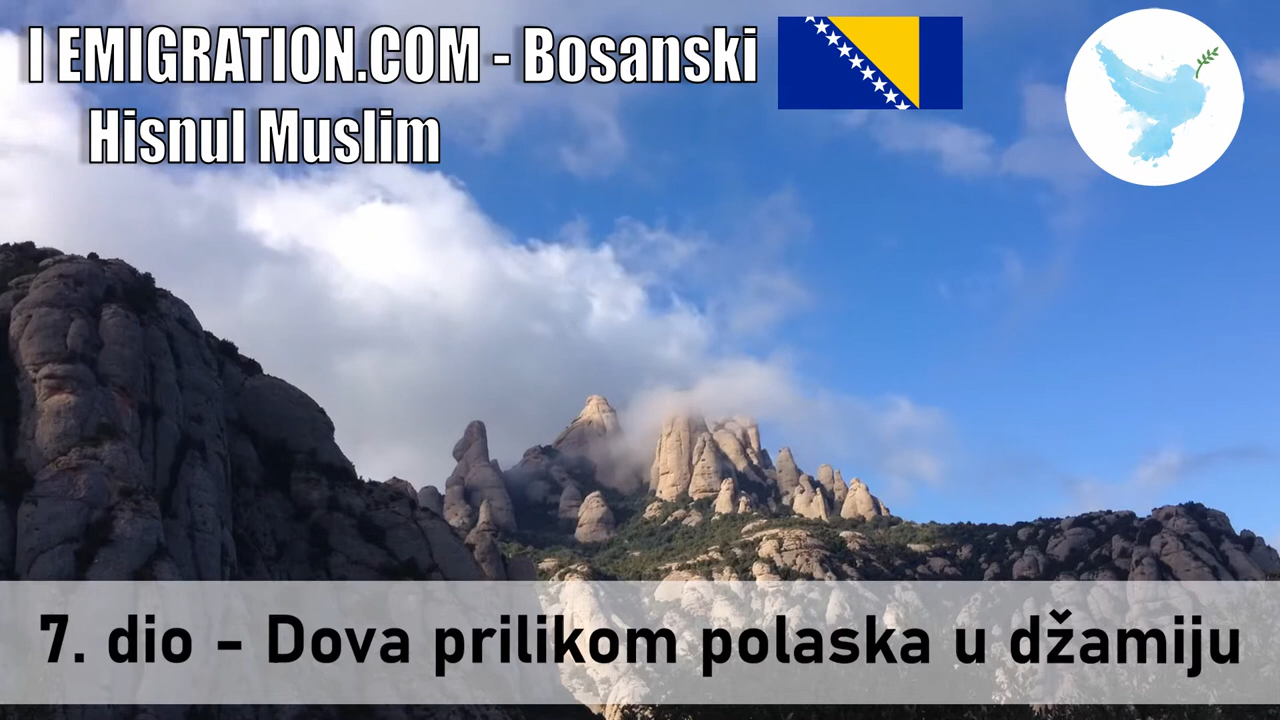 I EMIGRATION.COM - Bosanski
Hisnul Muslim
7. dio - Dova prilikom polaska u džamiju